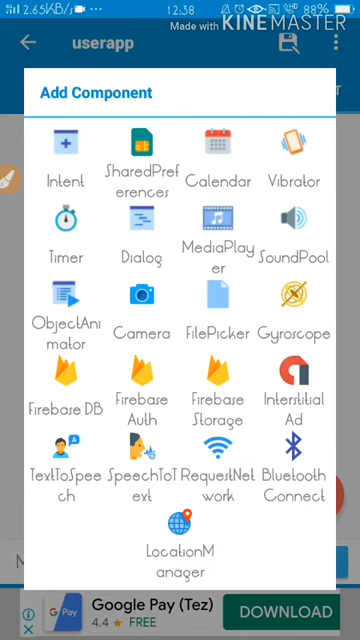 2.65K/s 12:38 88%
Made with KINEMASTER
userapp
Add Component
Intent
SharedPref
erences
Calendar
Vibrator
Timer
Dialog
MediaPlay
er
SoundPool
ObjectAni
mator
Camera
FilePicker
Gyroscope
Firebase DB
Firebase
Auth
Firebase
Storage
Interstitial
Ad
TextToSpee
ch
SpeechToT
ext
RequestNet
work
Bluetooth
Connect
LocationM
anager
G Pay
Google Pay (Tez)
4.4 ★ FREE
DOWNLOAD